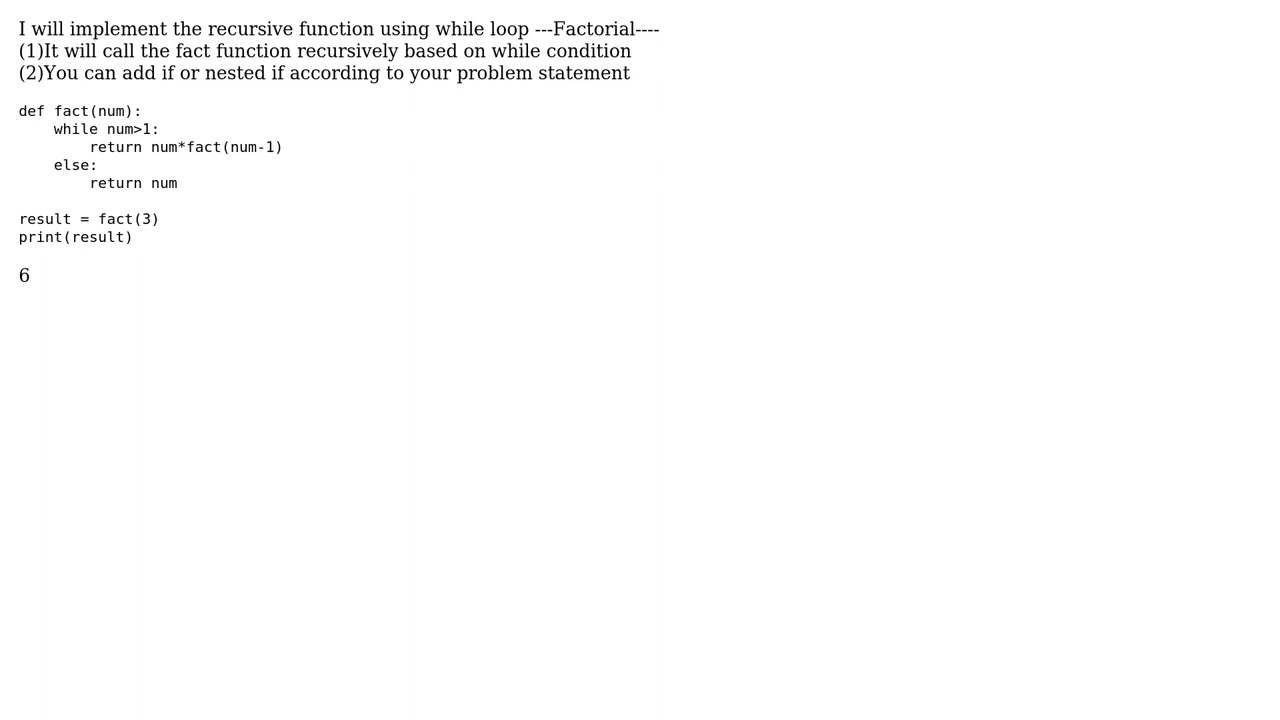 I will implement the recursive function using while loop ---Factorial----
(1)It will call the fact function recursively based on while condition
(2)You can add if or nested if according to your problem statement
def fact(num):
    while num>1:
        return num*fact(num-1)
    else:
        return num
result = fact(3)
print(result)
6